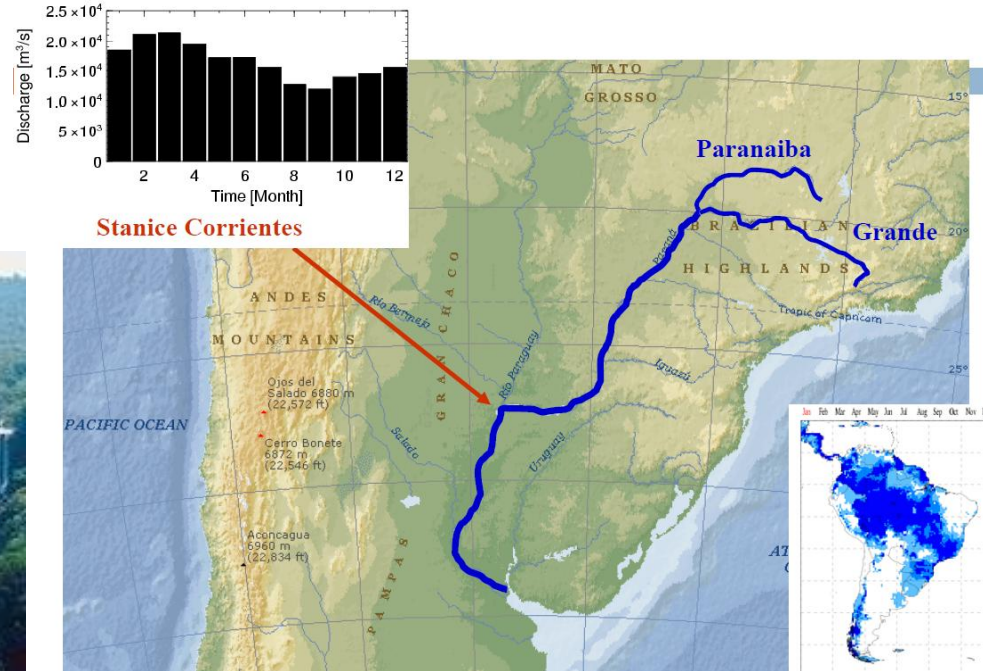 2.5×10⁴
2.0×10⁴
1.5×10⁴
1.0×10⁴
5×10³
0
Discharge [m³/s]
2 4 6 8 10 12
Time [Month]
Stanice Corrientes
MATO
GROSSO
15°
Paranaiba
Grande
BRAZILIAN
HIGHLANDS
20°
Paraná
Tropic of Capricorn
ANDES
MOUNTAINS
Río Bermejo
GRAN CHACO
Río Paraguay
Iguazú
25°
Ojos del
Salado 6880 m
(22,572 ft)
PACIFIC OCEAN
Cerro Bonete
6872 m
(22,546 ft)
Salado
Uruguay
Aconcagua
6960 m
(22,834 ft)
PAMPAS
AT
Jan Feb Mar Apr May Jun Jul Aug Sep Oct Nov